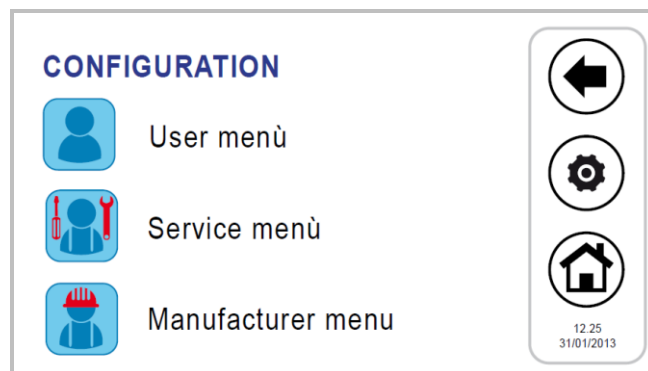 CONFIGURATION
User menù
Service menù
Manufacturer menu
12.25
31/01/2013